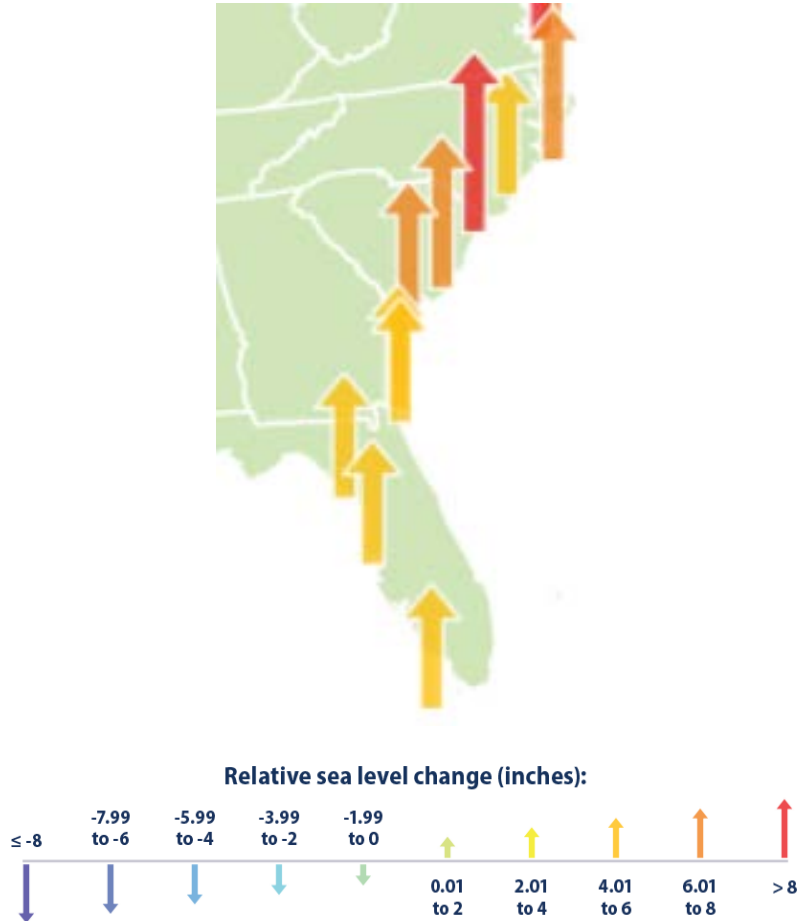 Relative sea level change (inches):
≤ -8
-7.99
to -6
-5.99
to -4
-3.99
to -2
-1.99
to 0
0.01
to 2
2.01
to 4
4.01
to 6
6.01
to 8
> 8